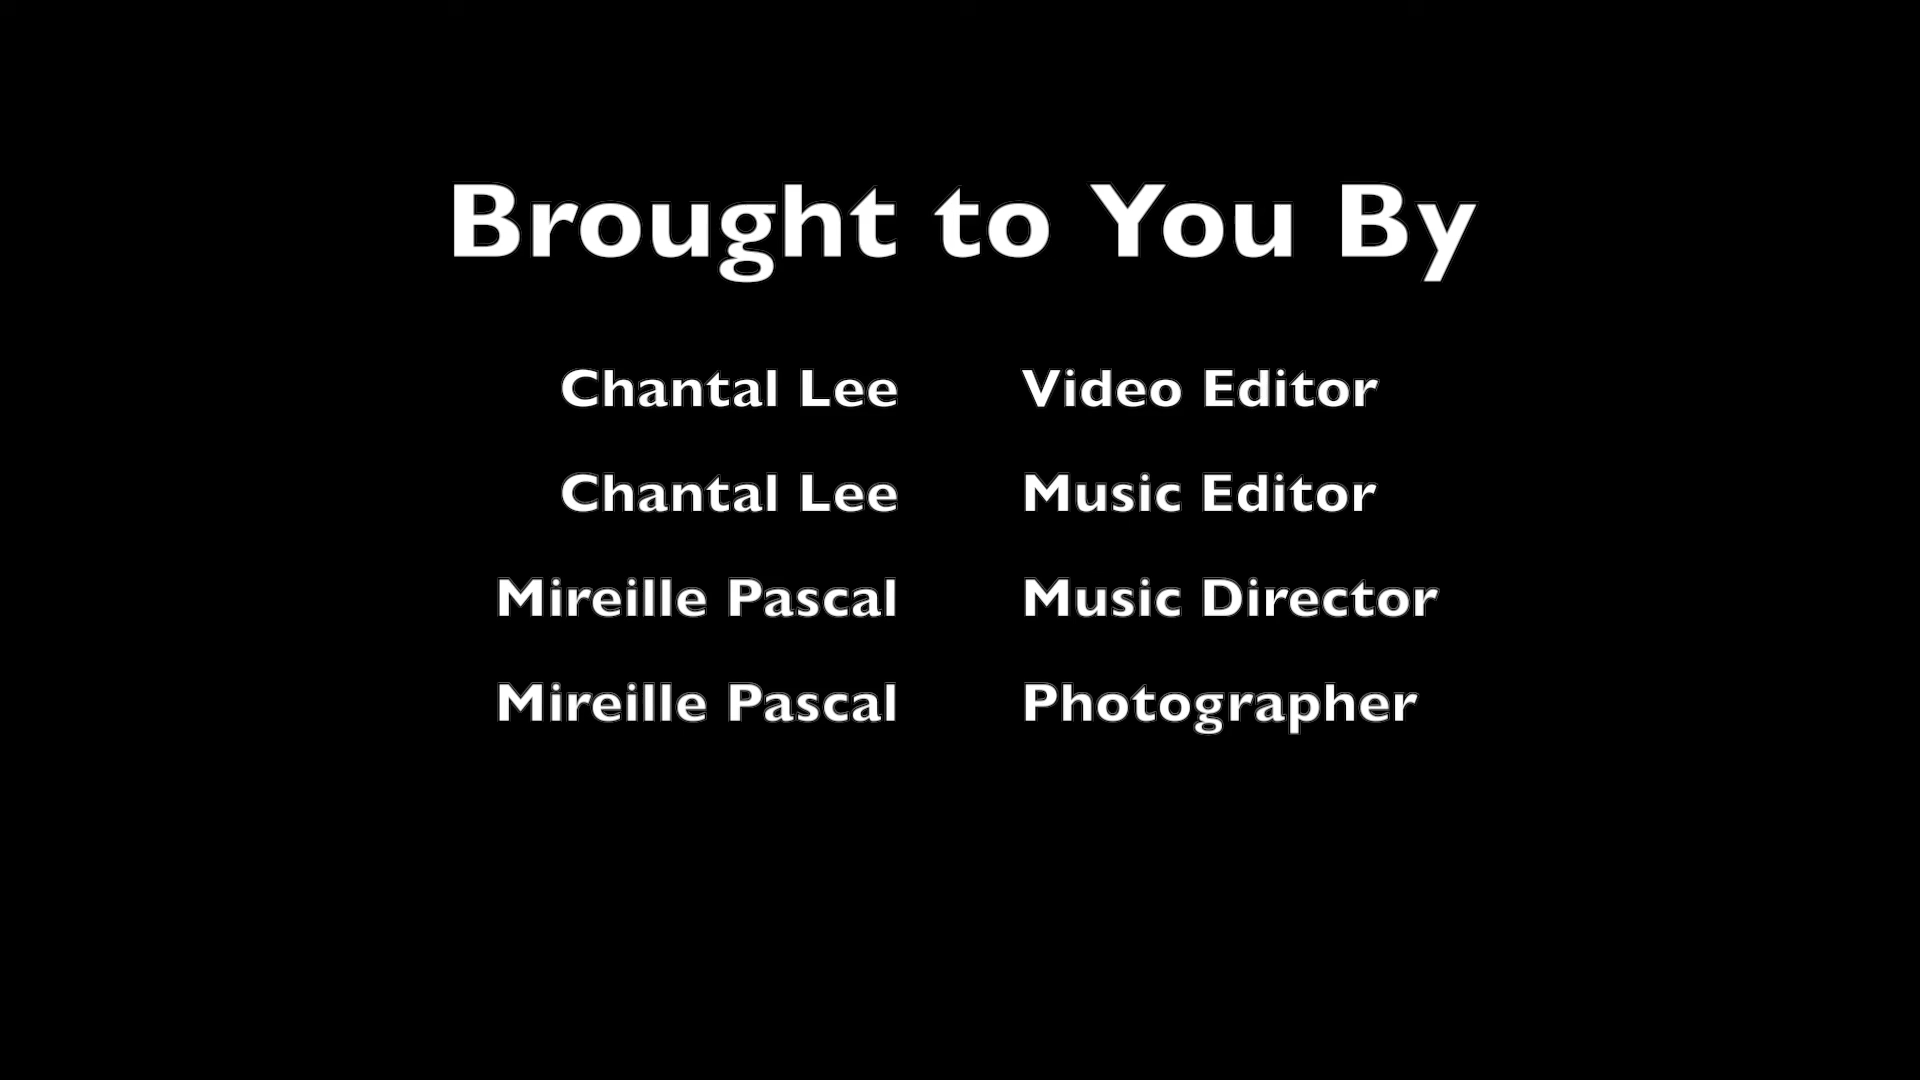 Brought to You By
Chantal Lee Video Editor
Chantal Lee Music Editor
Mireille Pascal Music Director
Mireille Pascal Photographer